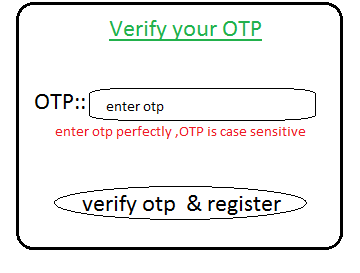 Verify your OTP
OTP:: enter otp
enter otp perfectly ,OTP is case sensitive
verify otp & register